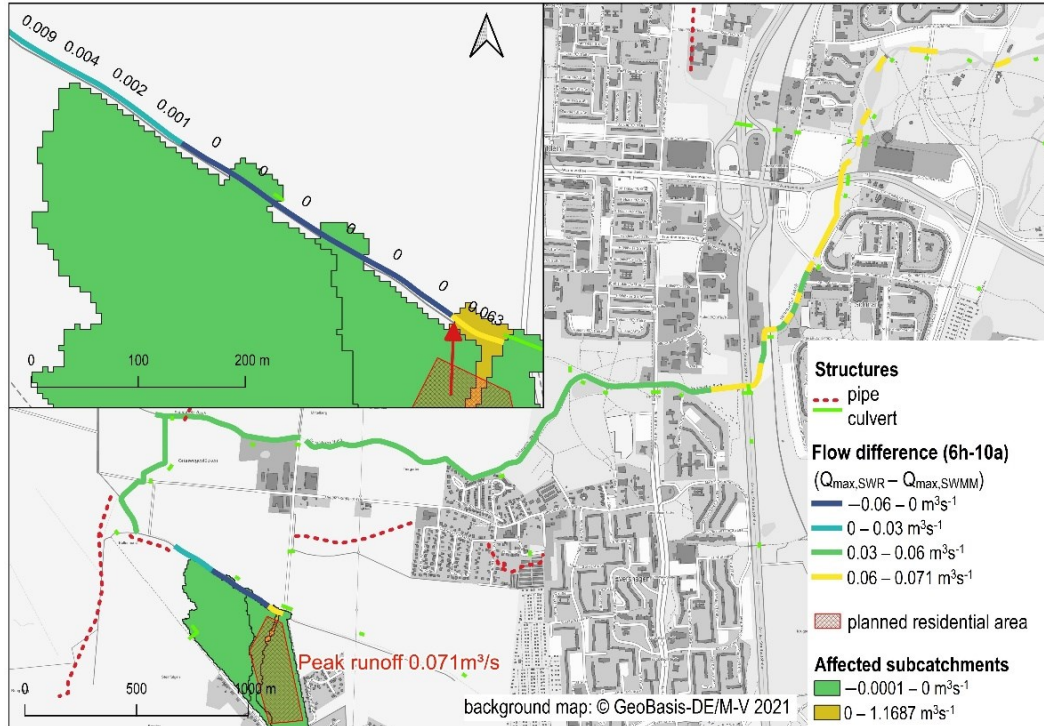 0.009
0.004
0.002
0.001
0
0
0
0
0
0
0.063
0
100
200 m
Structures
pipe
culvert
Flow difference (6h-10a)
(Qmax,SWR – Qmax,SWMM)
—0.06 – 0 m³s⁻¹
0 – 0.03 m³s⁻¹
0.03 – 0.06 m³s⁻¹
0.06 – 0.071 m³s⁻¹
planned residential area
Affected subcatchments
—0.0001 – 0 m³s⁻¹
0 – 1.1687 m³s⁻¹
Peak runoff 0.071m³/s
0
500
1000 m
background map: © GeoBasis-DE/M-V 2021